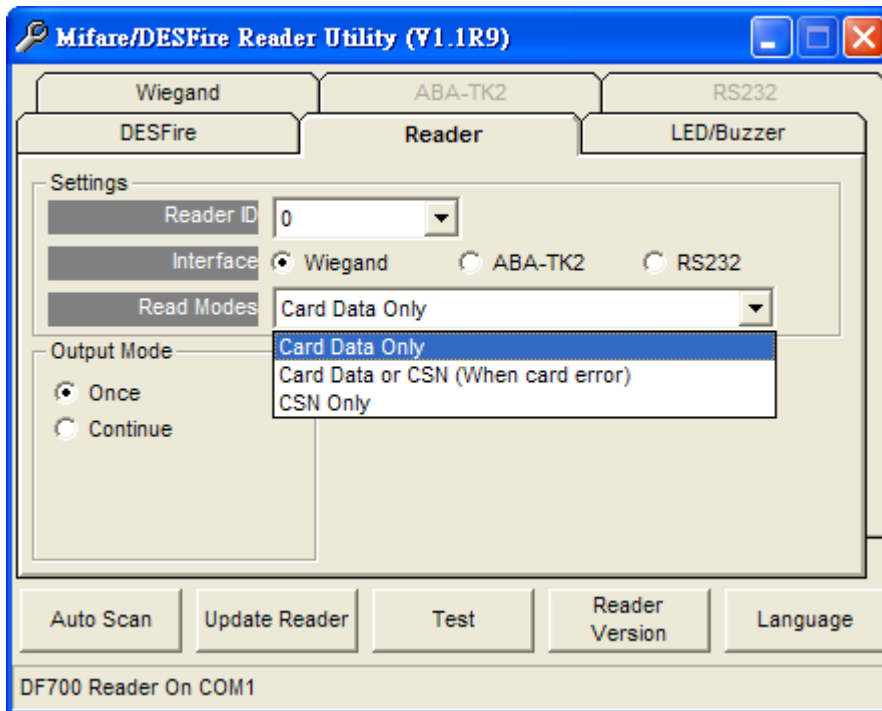 Mifare/DESFire Reader Utility (V1.1R9)
Wiegand ABA-TK2 RS232
DESFire Reader LED/Buzzer
Settings
Reader ID 0
Interface Wiegand ABA-TK2 RS232
Read Modes Card Data Only
Card Data Only
Card Data or CSN (When card error)
CSN Only
Output Mode
Once
Continue
Auto Scan Update Reader Test Reader Version Language
DF700 Reader On COM1